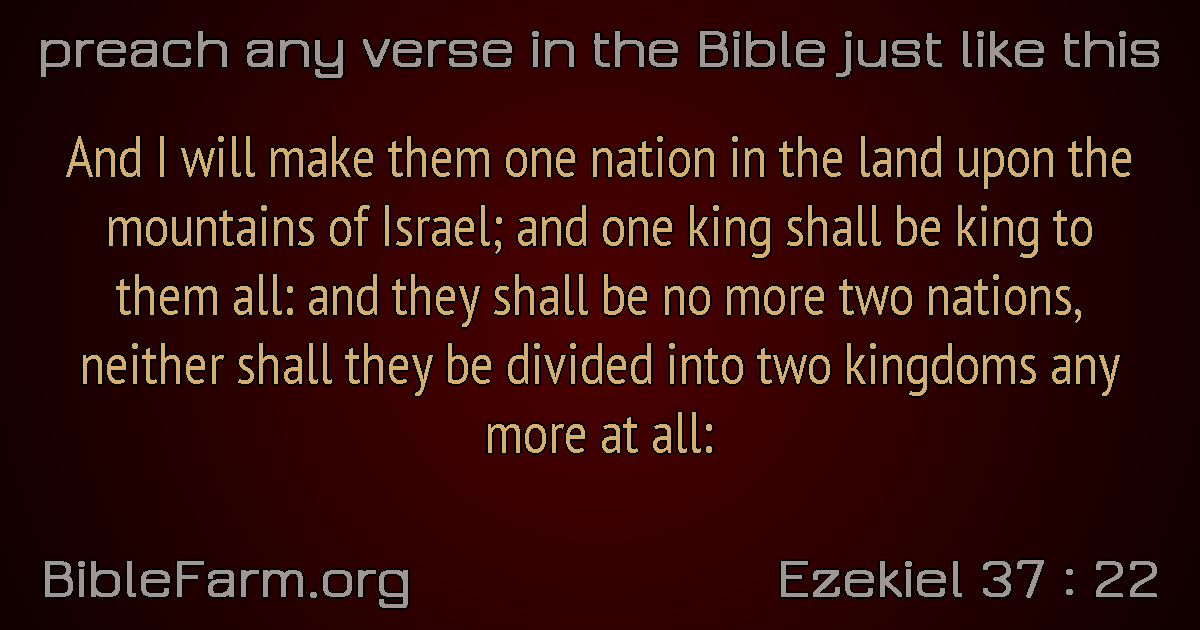 preach any verse in the Bible just like this
And I will make them one nation in the land upon the
mountains of Israel; and one king shall be king to
them all: and they shall be no more two nations,
neither shall they be divided into two kingdoms any
more at all:
BibleFarm.org
Ezekiel 37 : 22